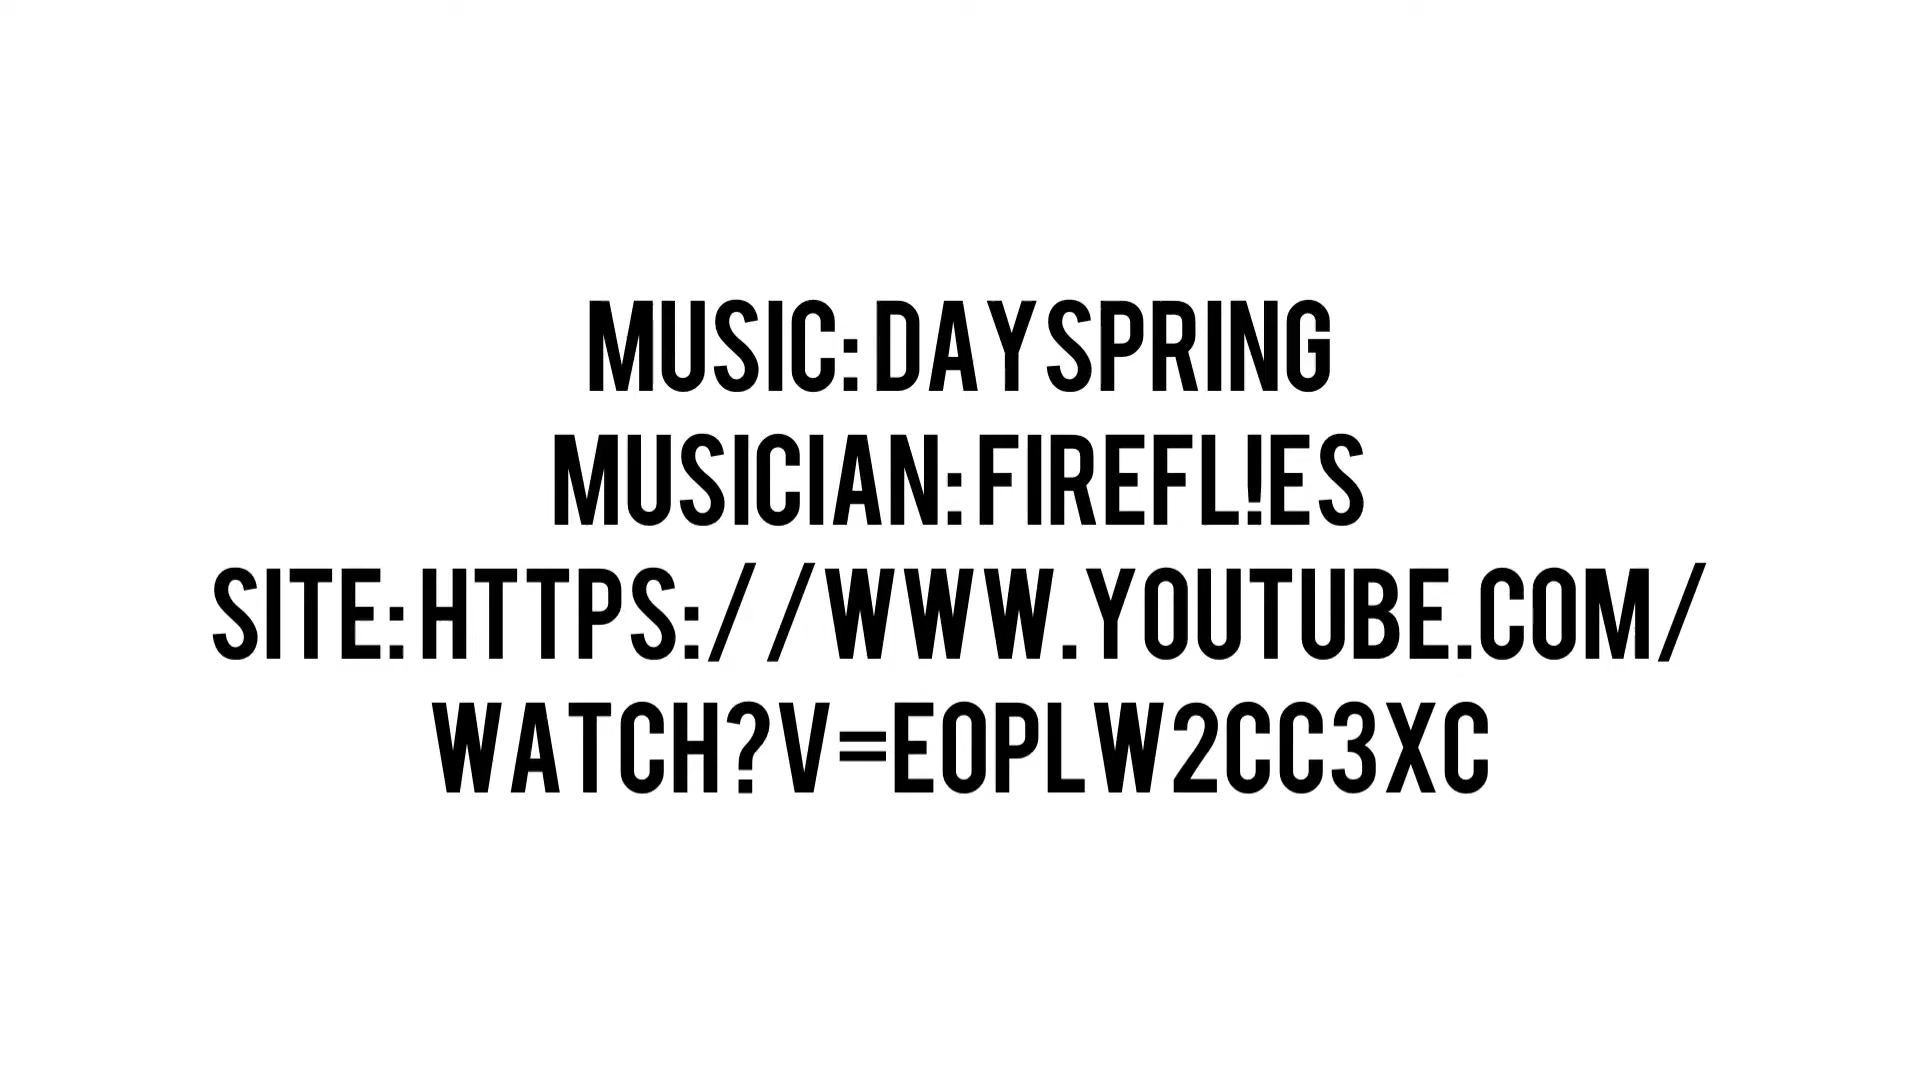 MUSIC: DAYSPRING
MUSICIAN: FIREFL!ES
SITE: HTTPS://WWW.YOUTUBE.COM/
WATCH?V=EOPLW2CC3XC